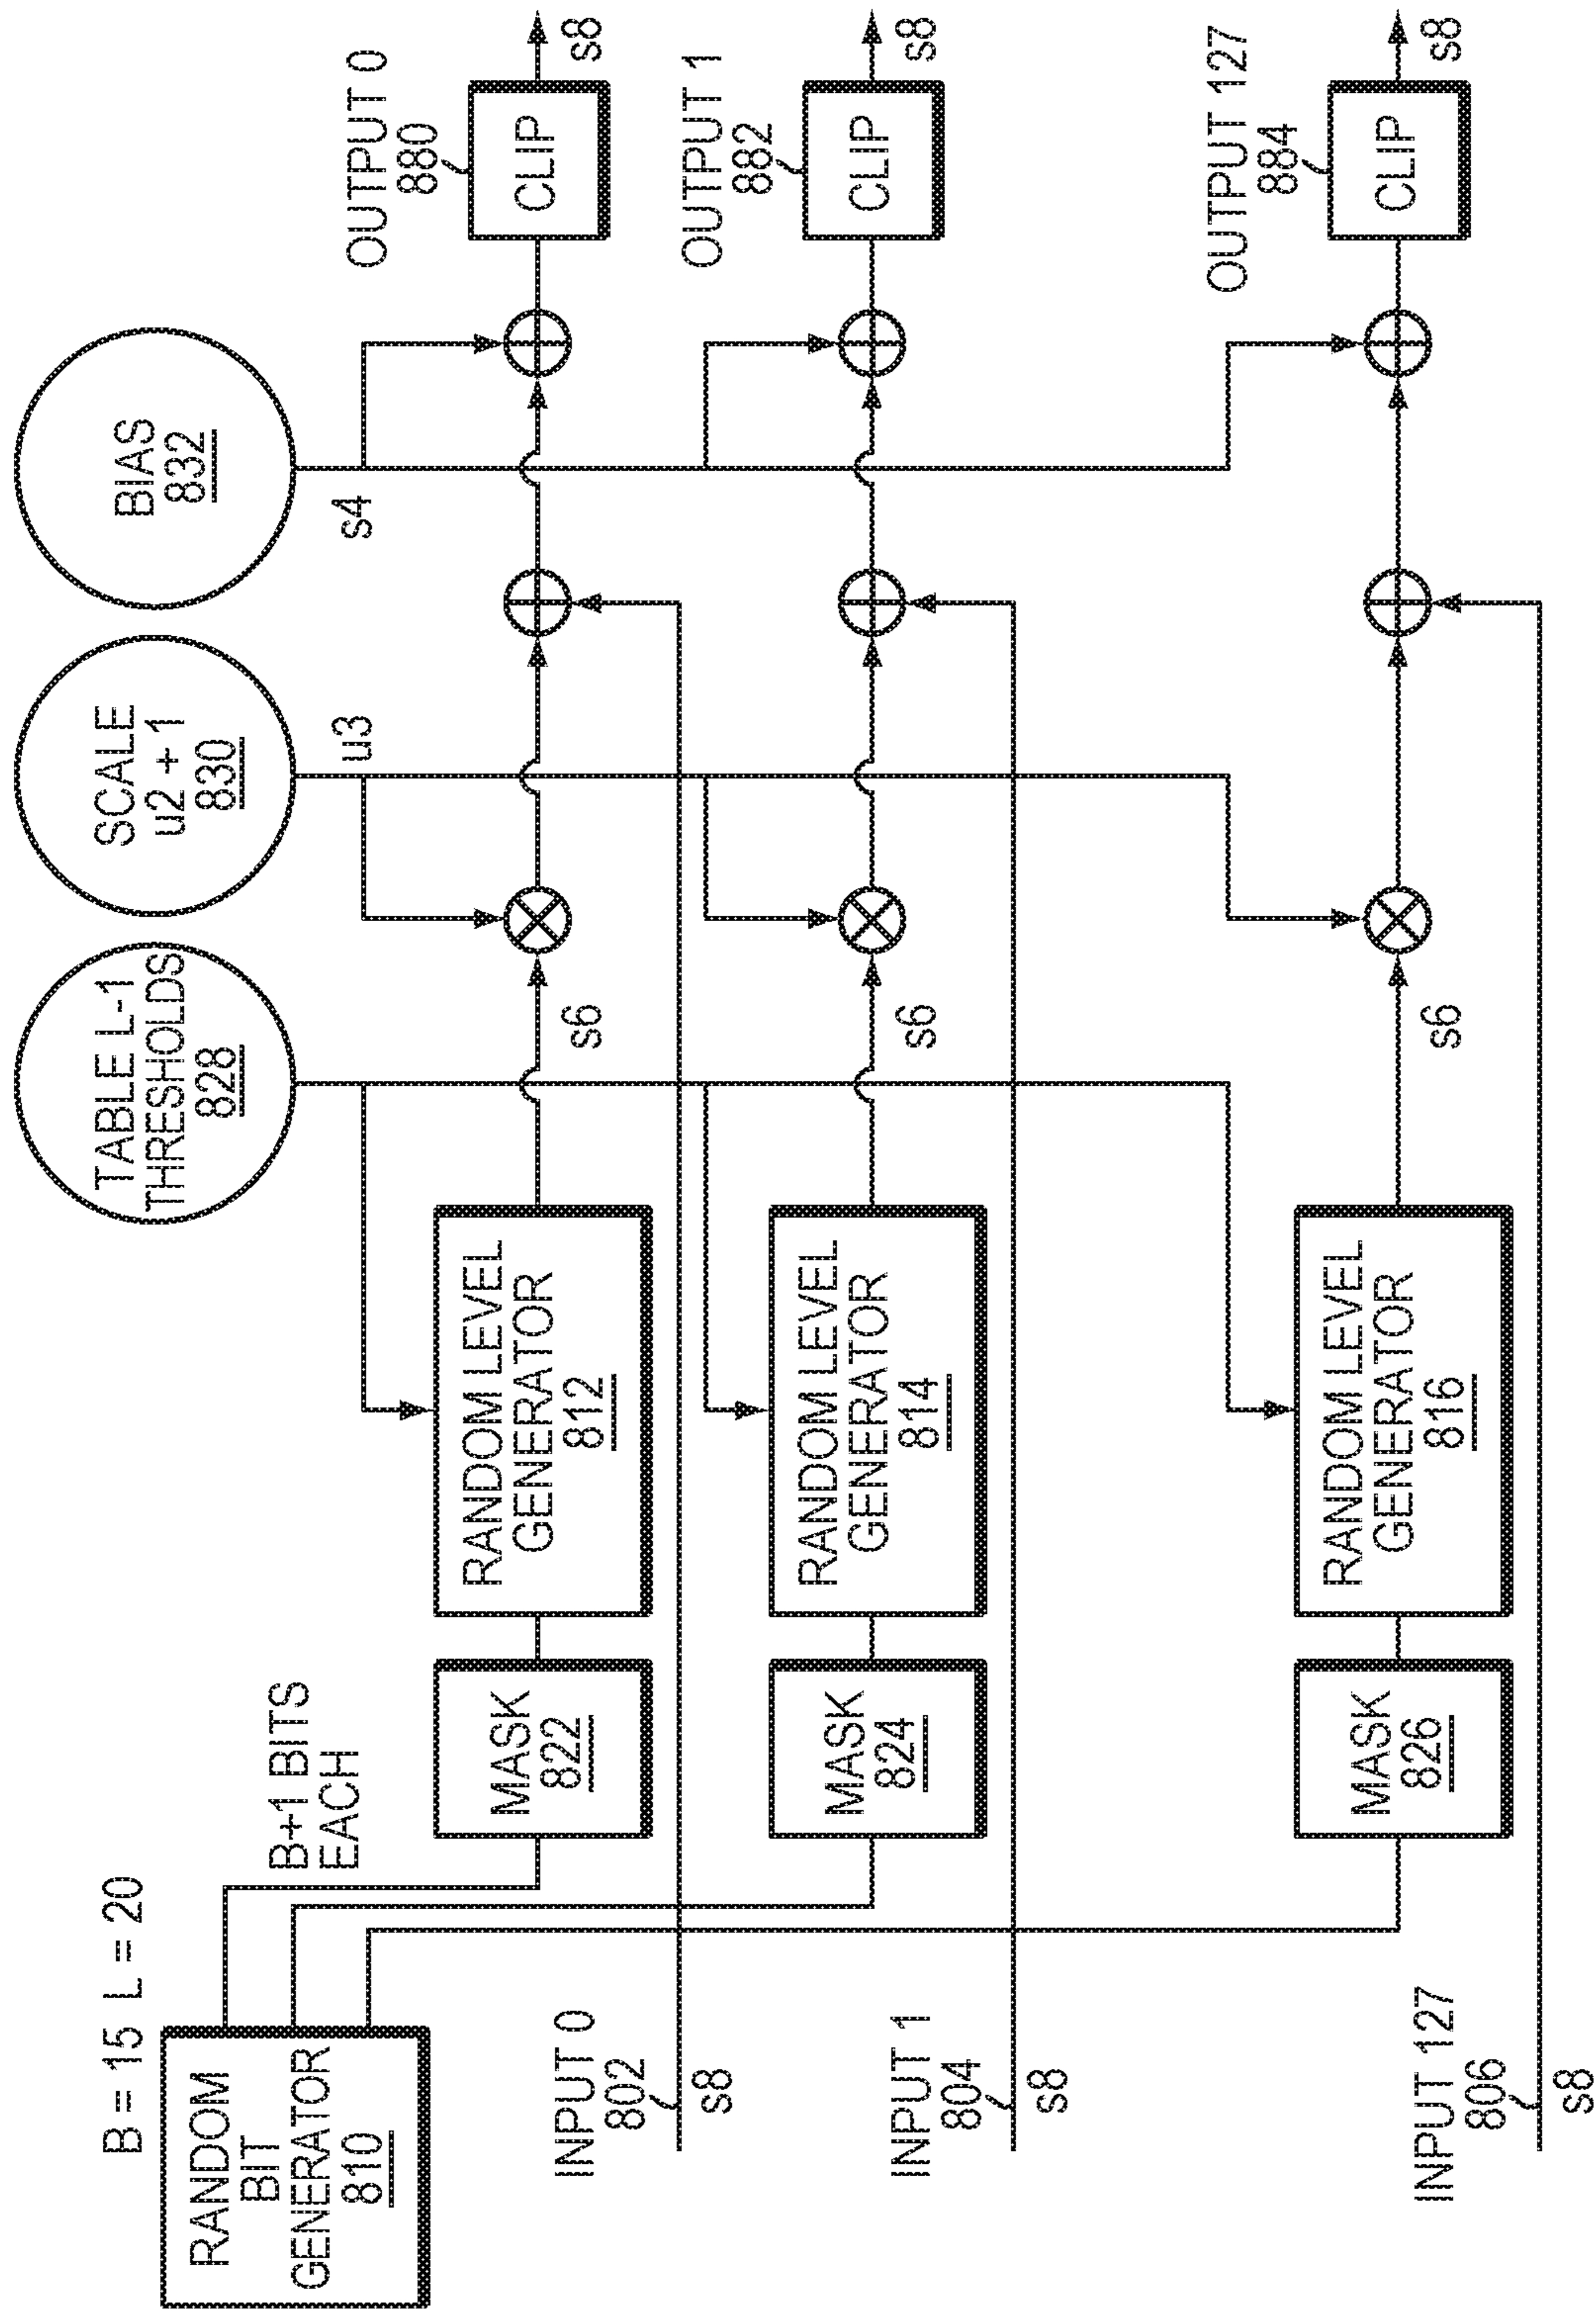 B = 15 L = 20
RANDOM
BIT
GENERATOR
810
B+1 BITS
EACH
TABLE L-1
THRESHOLDS
828
SCALE
u2 + 1
830
BIAS
832
u3
s4
MASK
822
RANDOM LEVEL
GENERATOR
812
s6
OUTPUT 0
880
CLIP
s8
INPUT 0
802
s8
MASK
824
RANDOM LEVEL
GENERATOR
814
s6
OUTPUT 1
882
CLIP
s8
INPUT 1
804
s8
MASK
826
RANDOM LEVEL
GENERATOR
816
s6
OUTPUT 127
884
CLIP
s8
INPUT 127
806
s8